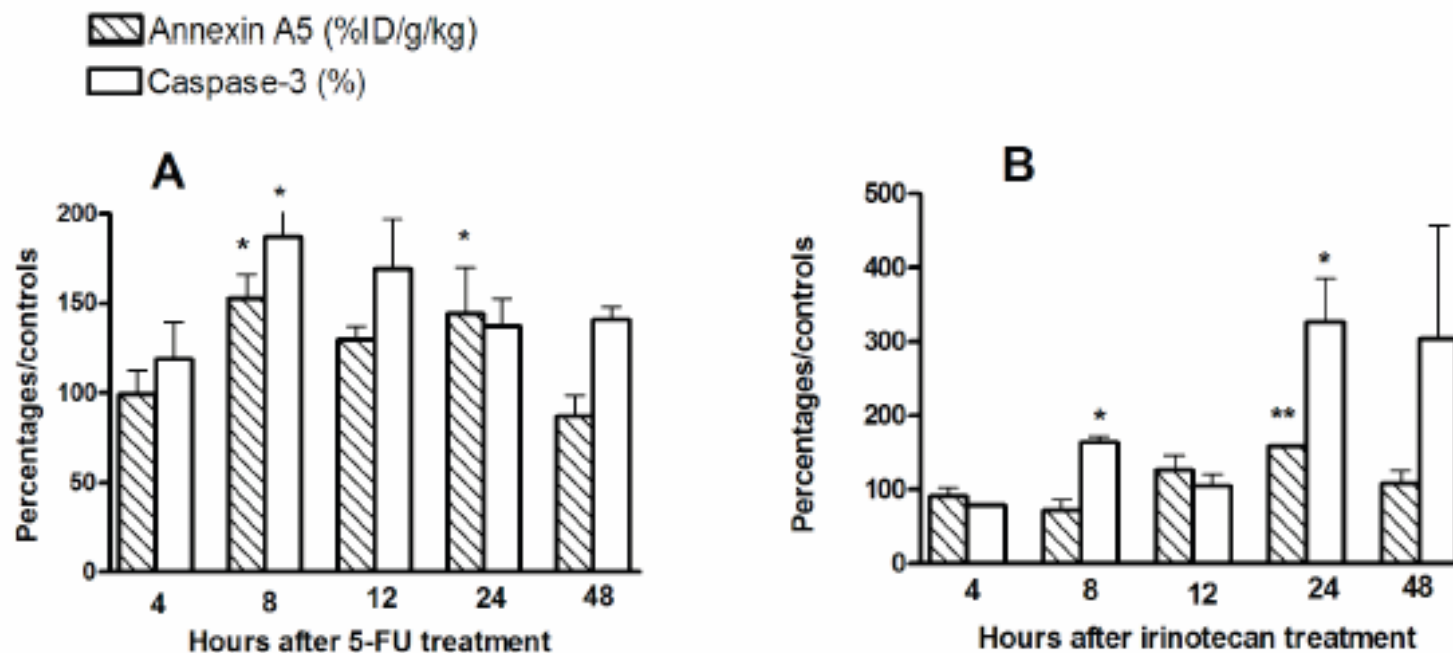 Annexin A5 (%ID/g/kg)
Caspase-3 (%)
A
Percentages/controls
200
150
100
50
0
*
*
*
4 8 12 24 48
Hours after 5-FU treatment
B
Percentages/controls
500
400
300
200
100
0
*
**
*
4 8 12 24 48
Hours after irinotecan treatment